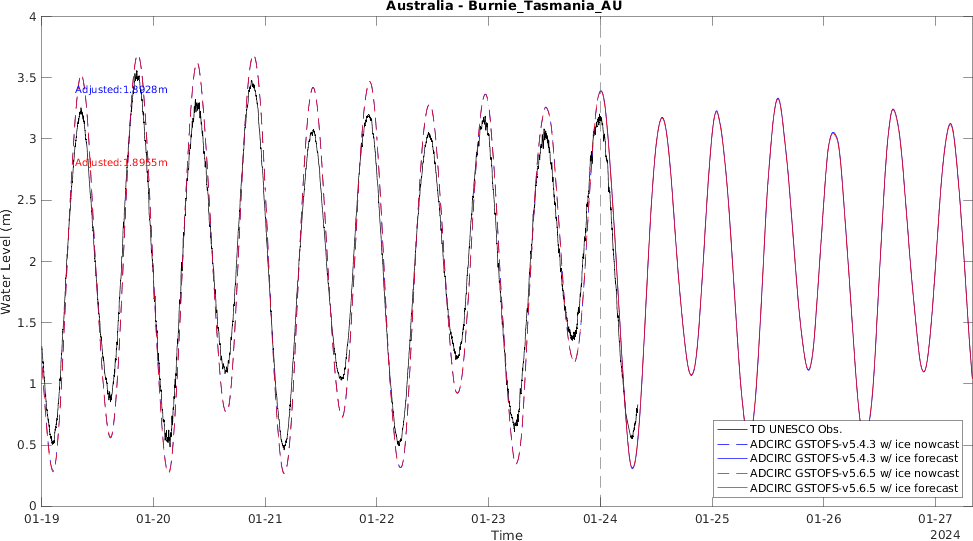 Australia - Burnie_Tasmania_AU
4
3.5
3
2.5
2
1.5
1
0.5
0
Water Level (m)
Adjusted:1.8928m
Adjusted:1.8955m
TD UNESCO Obs.
ADCIRC GSTOFS-v5.4.3 w/ ice nowcast
ADCIRC GSTOFS-v5.4.3 w/ ice forecast
ADCIRC GSTOFS-v5.6.5 w/ ice nowcast
ADCIRC GSTOFS-v5.6.5 w/ ice forecast
01-19 01-20 01-21 01-22 01-23 01-24 01-25 01-26 01-27
Time
2024